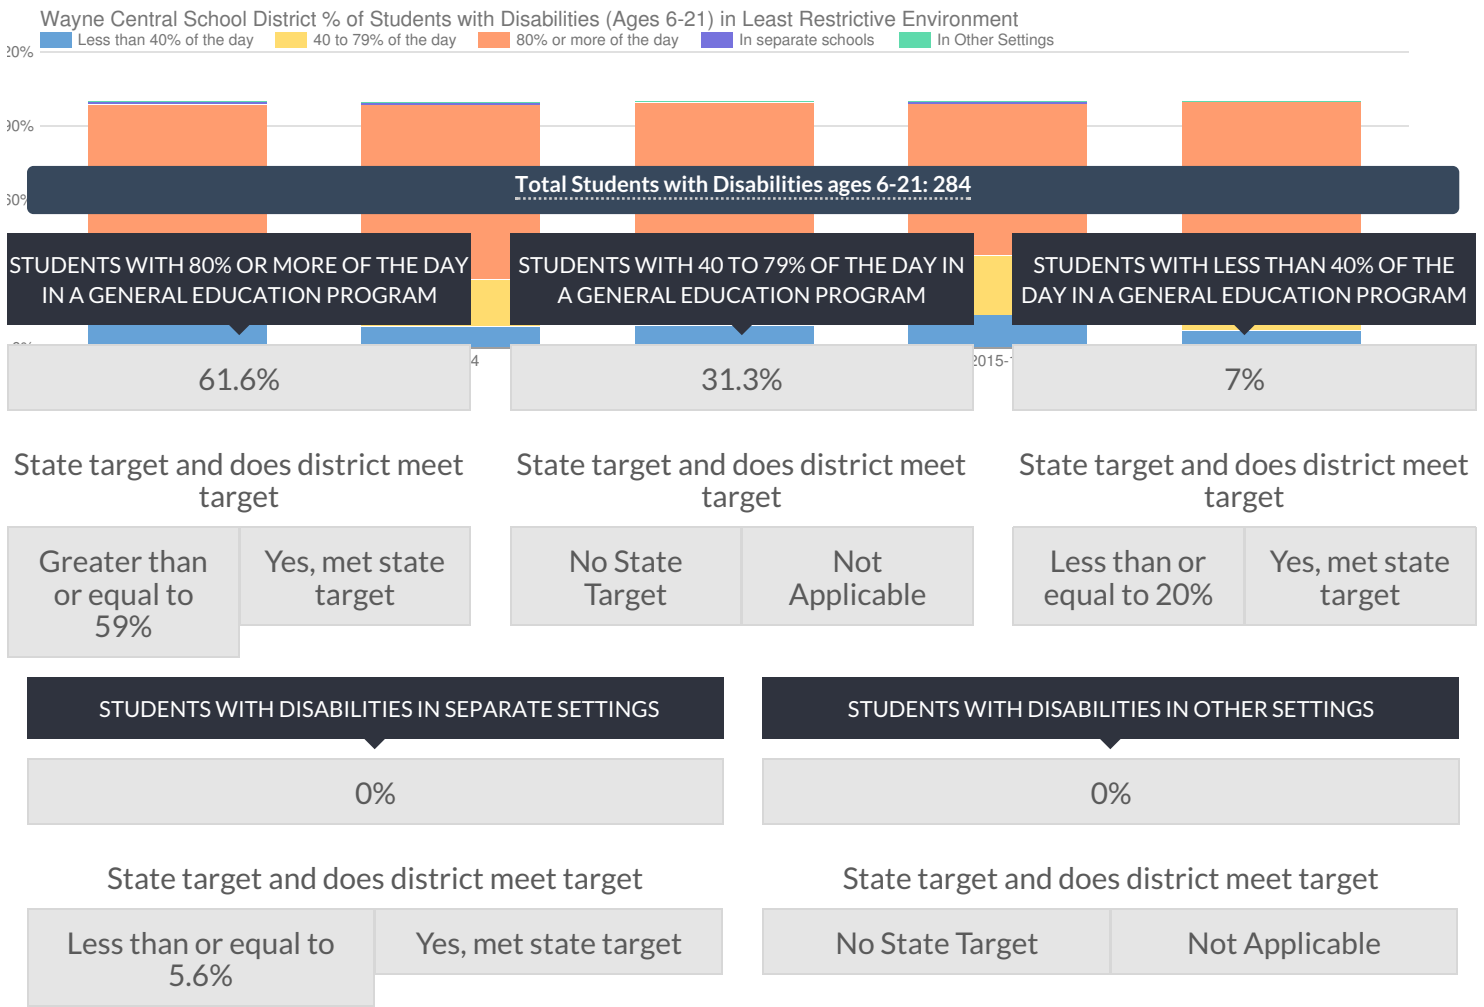 Wayne Central School District % of Students with Disabilities (Ages 6-21) in Least Restrictive Environment
Less than 40% of the day 40 to 79% of the day 80% or more of the day In separate schools In Other Settings
20%
90%
60%
Total Students with Disabilities ages 6-21: 284
STUDENTS WITH 80% OR MORE OF THE DAY
IN A GENERAL EDUCATION PROGRAM
STUDENTS WITH 40 TO 79% OF THE DAY IN
A GENERAL EDUCATION PROGRAM
STUDENTS WITH LESS THAN 40% OF THE
DAY IN A GENERAL EDUCATION PROGRAM
4
2015-1
61.6%
31.3%
7%
State target and does district meet
target
State target and does district meet
target
State target and does district meet
target
Greater than
or equal to
59%
Yes, met state
target
No State
Target
Not
Applicable
Less than or
equal to 20%
Yes, met state
target
STUDENTS WITH DISABILITIES IN SEPARATE SETTINGS
STUDENTS WITH DISABILITIES IN OTHER SETTINGS
0%
0%
State target and does district meet target
State target and does district meet target
Less than or equal to
5.6%
Yes, met state target
No State Target
Not Applicable